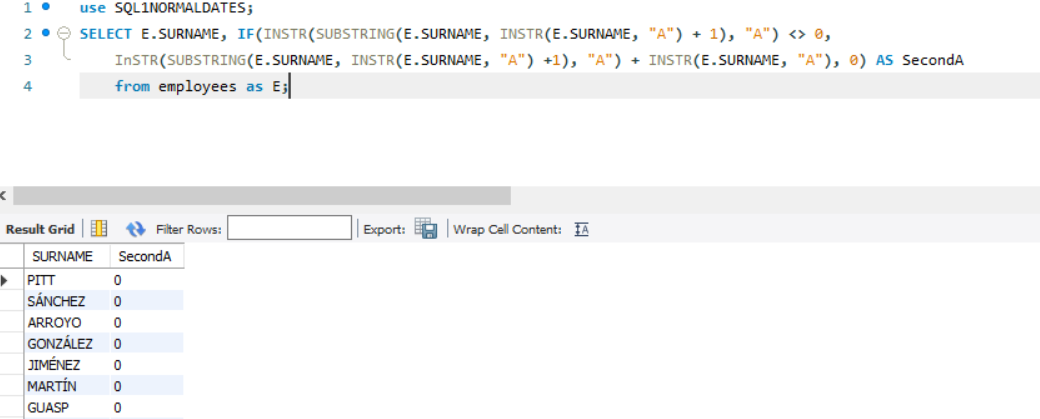 1 use SQL1NORMALDATES;
2 SELECT E.SURNAME, IF(INSTR(SUBSTRING(E.SURNAME, INSTR(E.SURNAME, "A") + 1), "A") <> 0,
3 InSTR(SUBSTRING(E.SURNAME, INSTR(E.SURNAME, "A") +1), "A") + INSTR(E.SURNAME, "A"), 0) AS SecondA
4 from employees as E;
Result Grid Filter Rows: Export: Wrap Cell Content: IA
SURNAME SecondA
PITT 0
SÁNCHEZ 0
ARROYO 0
GONZÁLEZ 0
JIMÉNEZ 0
MARTÍN 0
GUASP 0